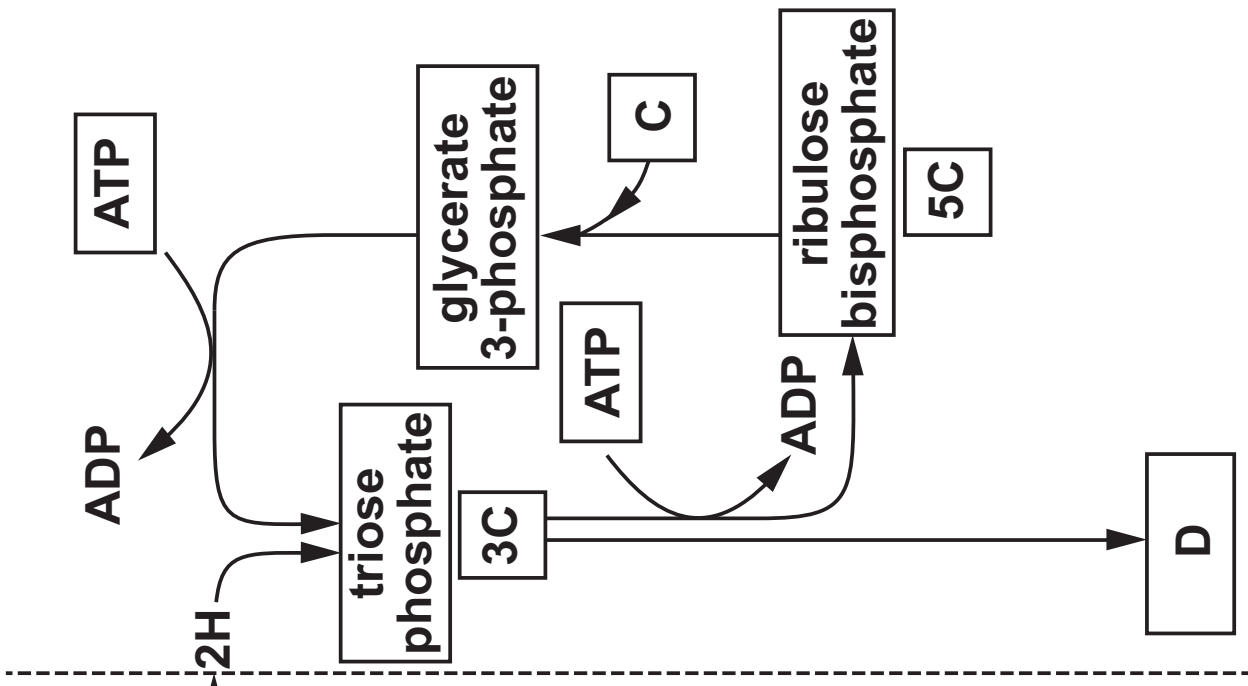 ATP
ADP
2H
glycerate
3-phosphate
triose
phosphate
3C
C
ATP
ADP
ribulose
bisphosphate
5C
D